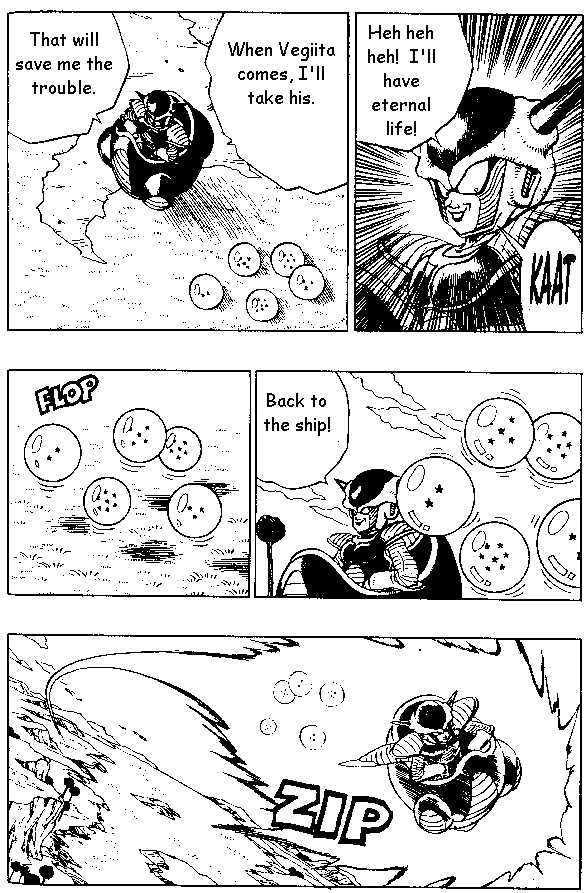 Heh heh
heh! I'll
have
eternal
life!
KAAT
When Vegiita
comes, I'll
take his.
That will
save me the
trouble.
Back to
the ship!
FLOP
ZIP